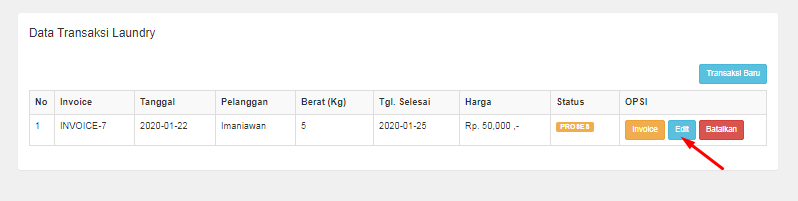 Data Transaksi Laundry
Transaksi Baru
No Invoice Tanggal Pelanggan Berat (Kg) Tgl. Selesai Harga Status OPSI
1 INVOICE-7 2020-01-22 Imaniawan 5 2020-01-25 Rp. 50,000 ,- PROSES Invoice Edit Batalkan